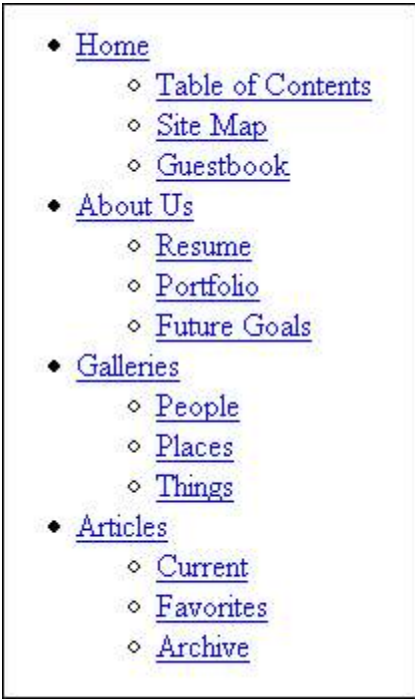 Home
Table of Contents
Site Map
Guestbook
About Us
Resume
Portfolio
Future Goals
Galleries
People
Places
Things
Articles
Current
Favorites
Archive